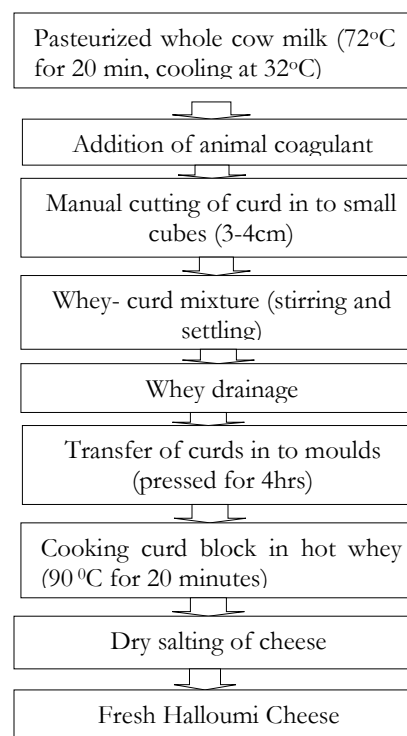 Pasteurized whole cow milk (72°C
for 20 min, cooling at 32°C)
Addition of animal coagulant
Manual cutting of curd in to small
cubes (3-4cm)
Whey- curd mixture (stirring and
settling)
Whey drainage
Transfer of curds in to moulds
(pressed for 4hrs)
Cooking curd block in hot whey
(90 ⁰C for 20 minutes)
Dry salting of cheese
Fresh Halloumi Cheese